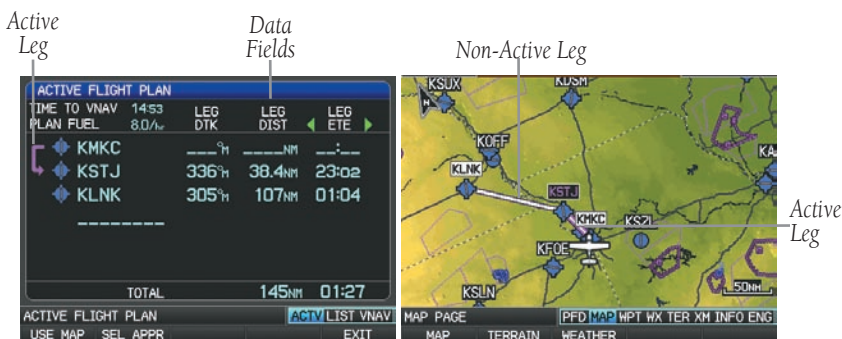 Active
Leg
Data
Fields
Non-Active Leg
ACTIVE FLIGHT PLAN
TIME TO VNAV 14:53
PLAN FUEL 8.0/hr
LEG DTK
LEG DIST
LEG ETE
KMKC ___°M ____NM __:__
KSTJ 336°M 38.4NM 23:02
KLNK 305°M 107NM 01:04
_ _ _ _ _ _ _ _
TOTAL 145NM 01:27
ACTIVE FLIGHT PLAN ACTV LIST VNAV
USE MAP SEL APPR EXIT
KSUX
KDSM
N
KOFF
KLNK
KSTJ
KMKC
KSZL
KFOE
KSLN
50NM
Active
Leg
MAP PAGE PFD MAP WPT WX TER XM INFO ENG
MAP TERRAIN WEATHER